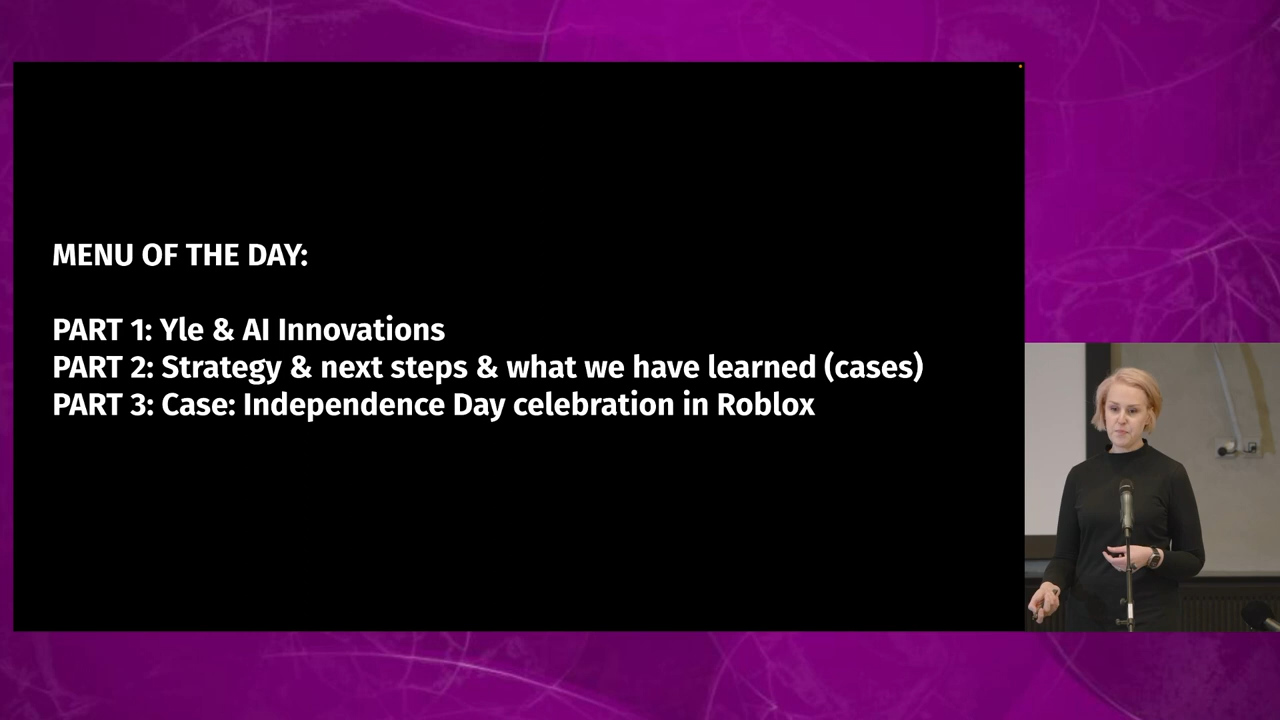 MENU OF THE DAY:
PART 1: Yle & AI Innovations
PART 2: Strategy & next steps & what we have learned (cases)
PART 3: Case: Independence Day celebration in Roblox